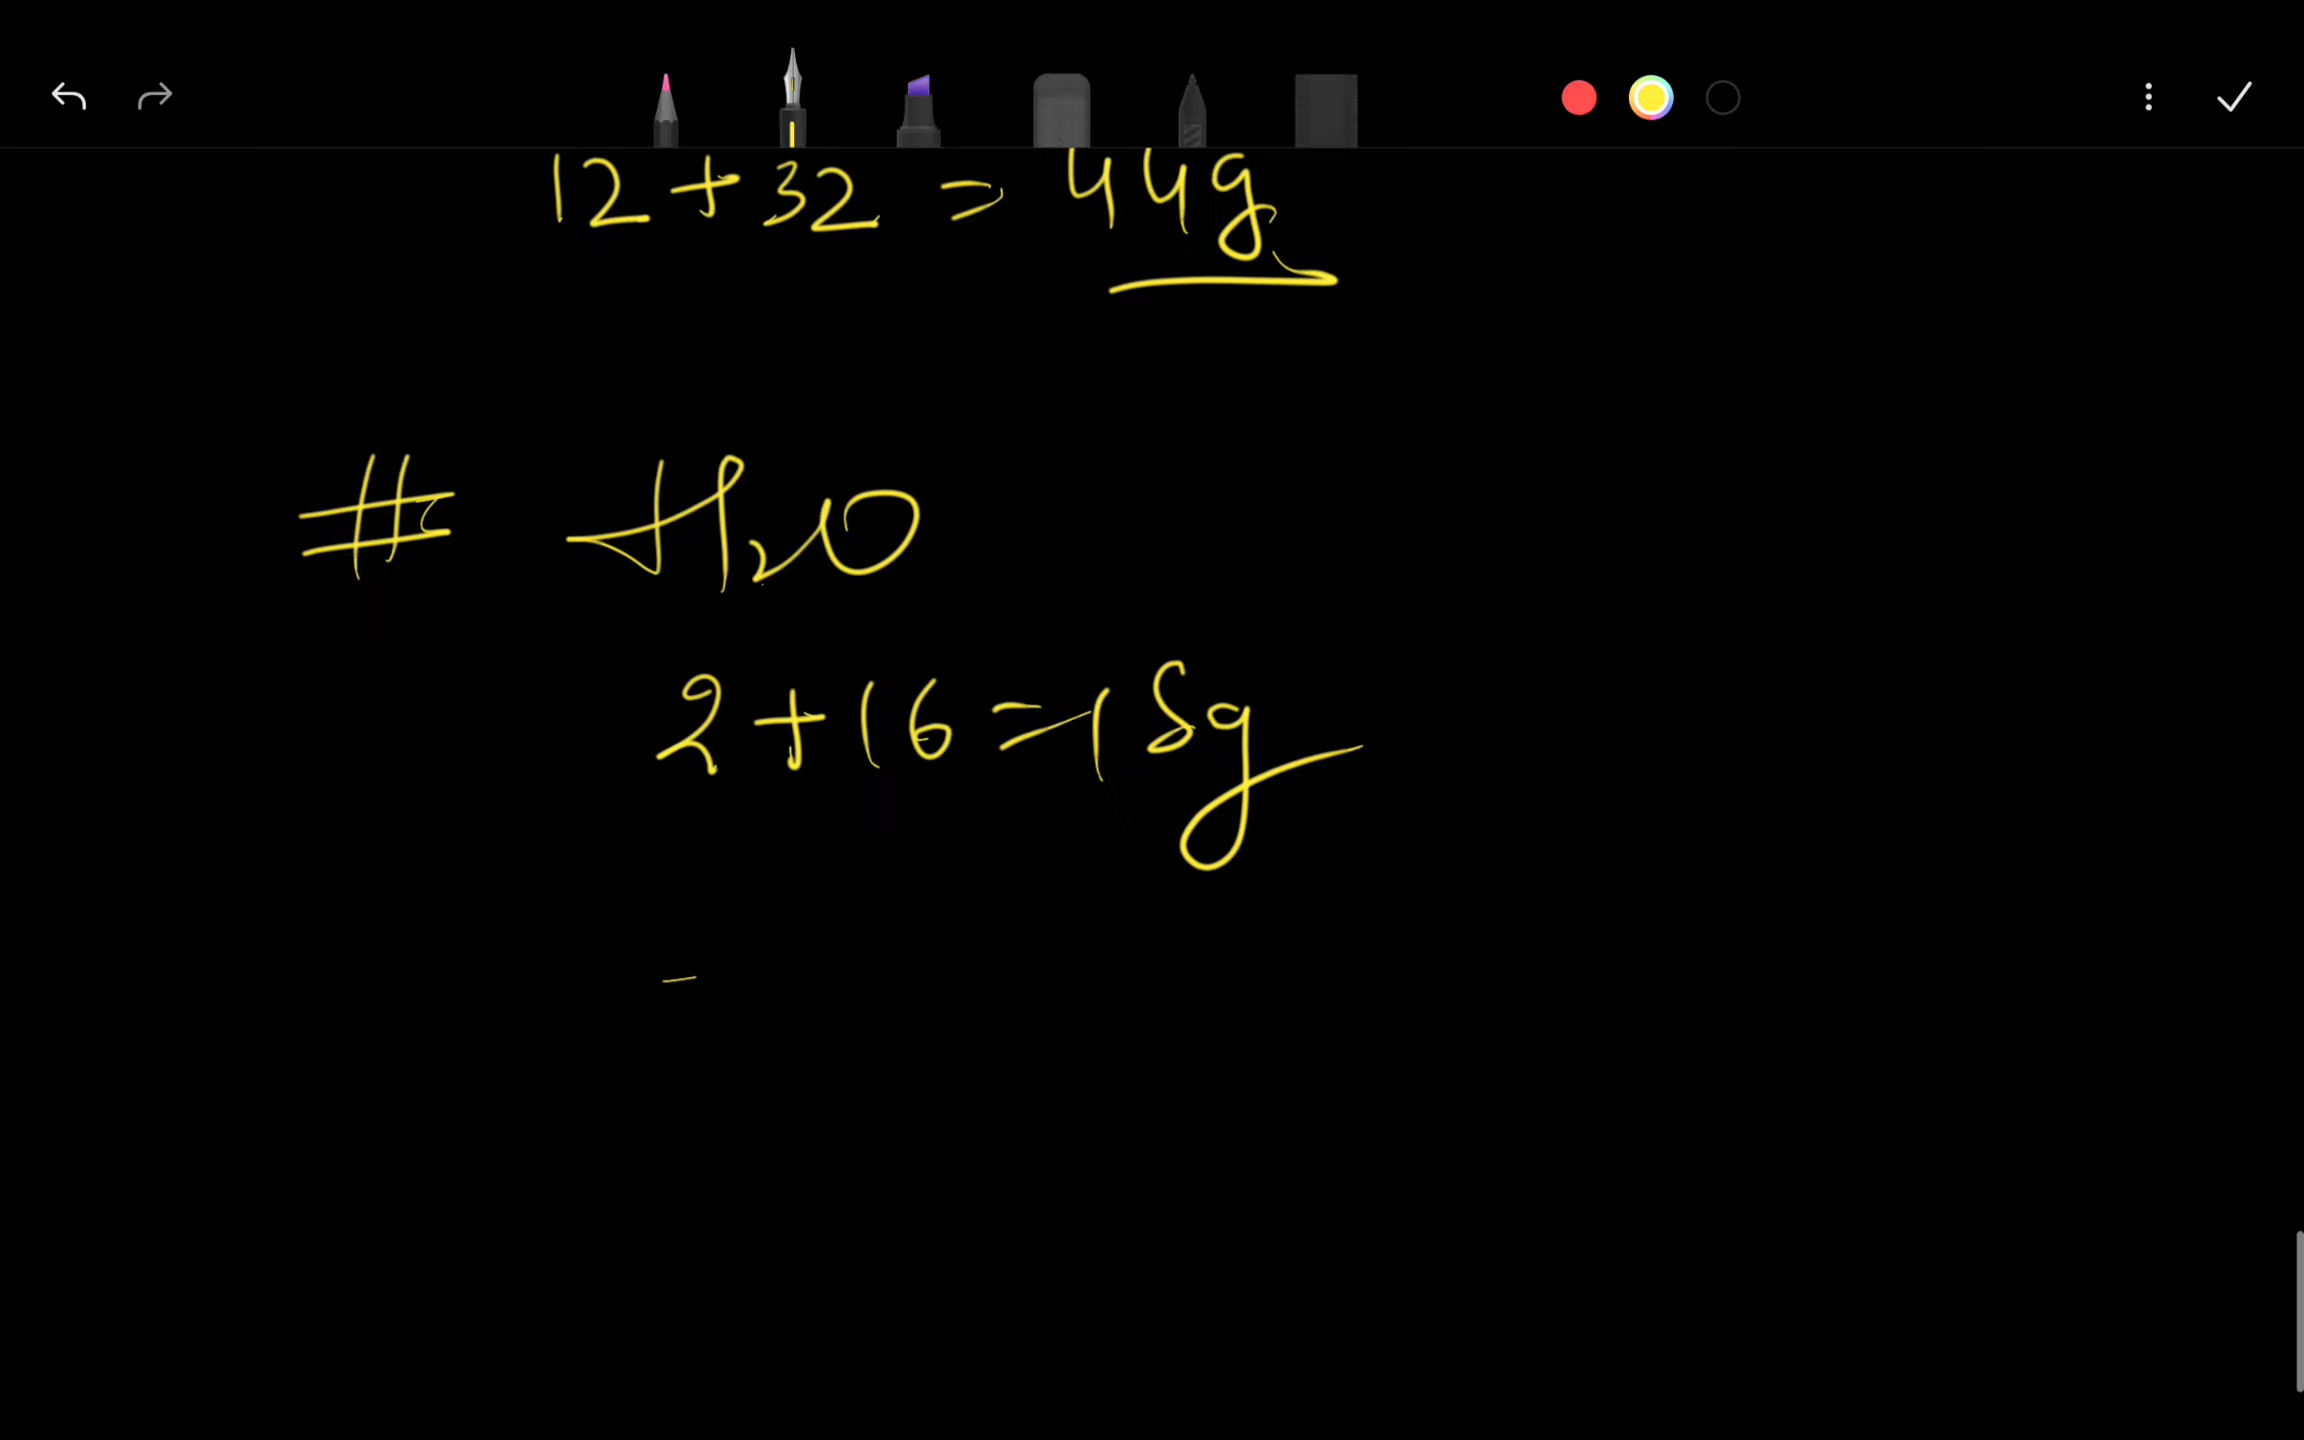 12 + 32 = 44g
# H₂O
2 + 16 = 18g